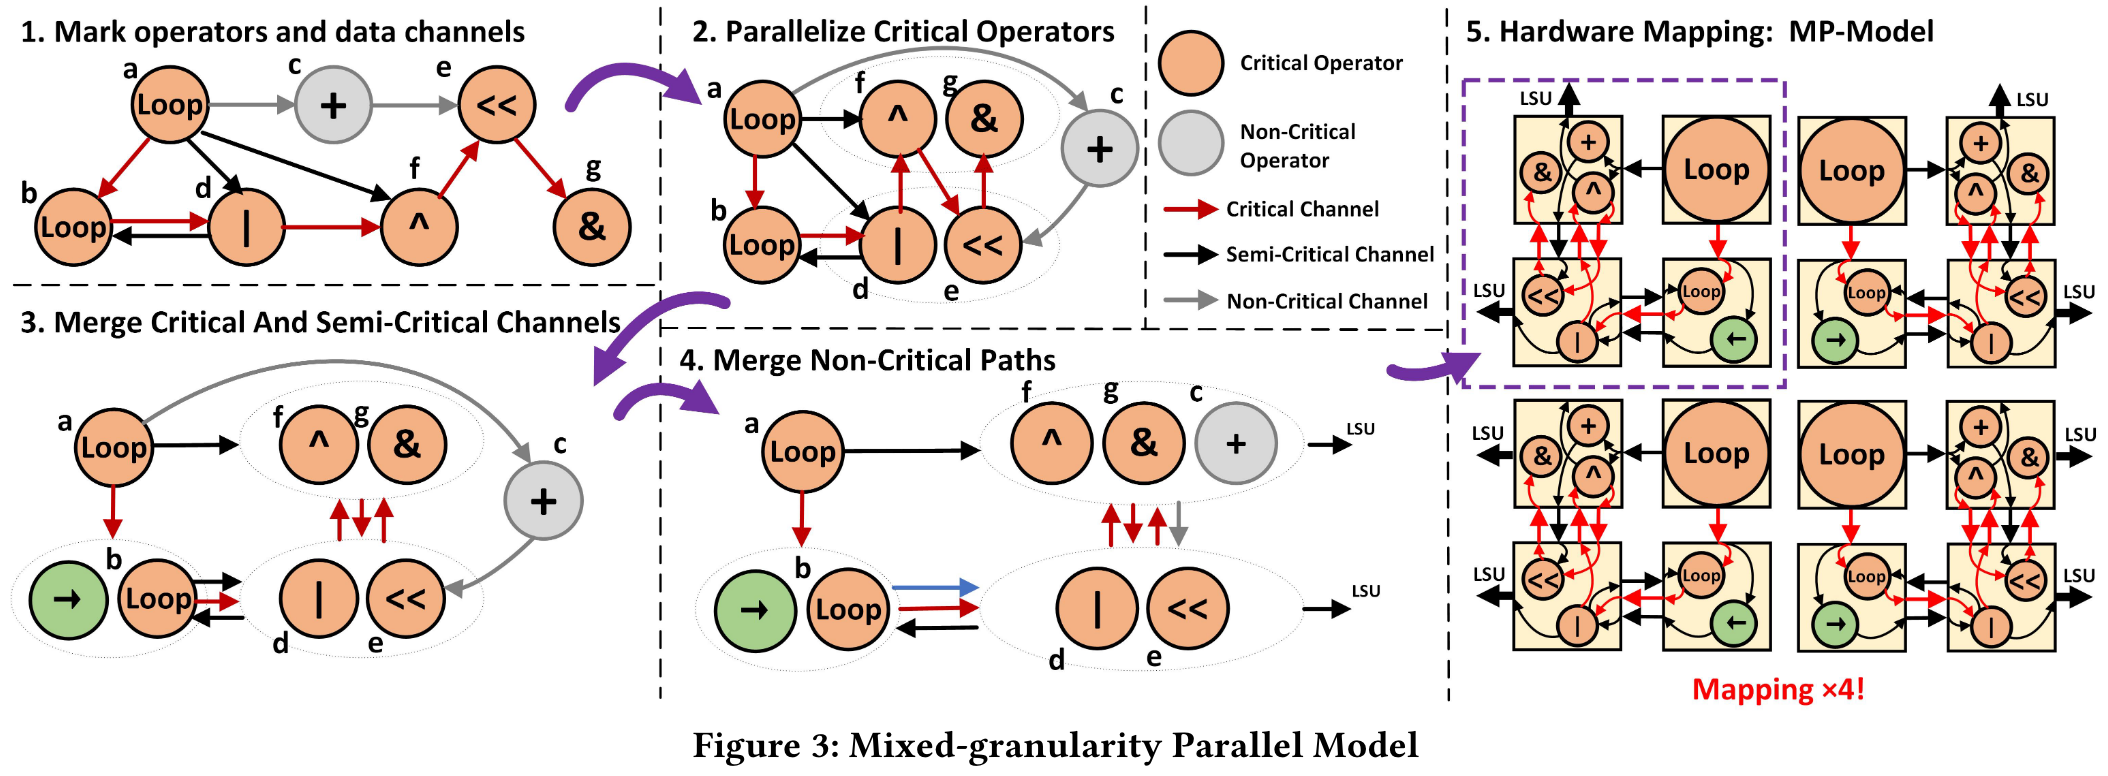 1. Mark operators and data channels
a
Loop
c
+
e
<<
b
Loop
d
|
f
^
g
&
2. Parallelize Critical Operators
a
Loop
f
^
g
&
c
+
b
Loop
d
|
e
<<
Critical Operator
Non-Critical
Operator
Critical Channel
Semi-Critical Channel
Non-Critical Channel
3. Merge Critical And Semi-Critical Channels
a
Loop
f
^
g
&
c
+
→
b
Loop
d
|
e
<<
4. Merge Non-Critical Paths
a
Loop
f
^
g
&
c
+
LSU
→
b
Loop
d
|
e
<<
LSU
5. Hardware Mapping: MP-Model
LSU
+
&
^
Loop
LSU
<<
|
Loop
←
Loop
LSU
+
^
&
Loop
→
<<
|
LSU
LSU
+
&
^
Loop
LSU
<<
|
Loop
←
Loop
+
^
&
LSU
Loop
→
<<
|
LSU
Mapping ×4!
Figure 3: Mixed-granularity Parallel Model